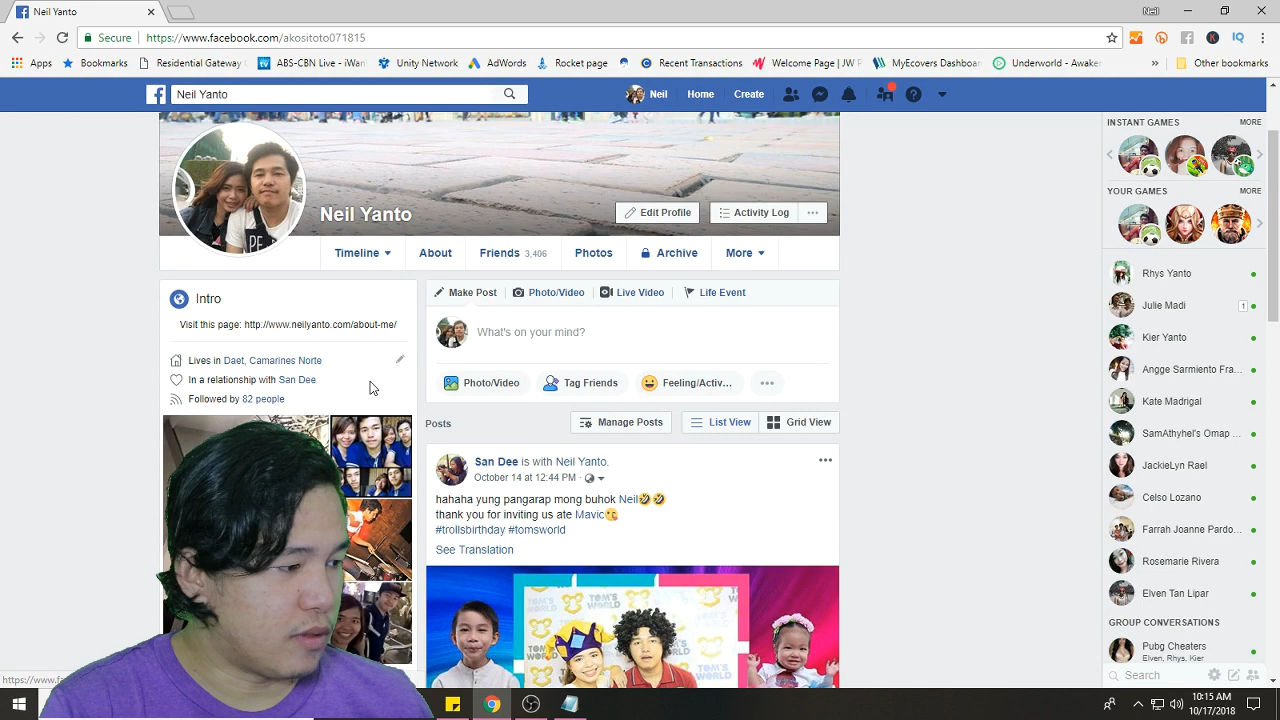 Neil Yanto
Neil
Secure
https://www.facebook.com/akositoto071815
Apps
Bookmarks
Residential Gateway
ABS-CBN Live - iWan
Unity Network
AdWords
Rocket page
Recent Transactions
Welcome Page | JW P
MyEcovers Dashboa
Underworld - Awake
Other bookmarks
Neil Yanto
Neil
Home
Create
Neil Yanto
Edit Profile
Activity Log
Timeline
About
Friends 3,406
Photos
Archive
More
Intro
Visit this page: http://www.neilyanto.com/about-me/
Lives in Daet, Camarines Norte
In a relationship with San Dee
Followed by 82 people
Make Post
Photo/Video
Live Video
Life Event
What's on your mind?
Photo/Video
Tag Friends
Feeling/Activ...
Posts
Manage Posts
List View
Grid View
San Dee is with Neil Yanto.
October 14 at 12:44 PM ·
hahaha yung pangarap mong buhok Neil🤣🤣
thank you for inviting us ate Mavic😘
#trollsbirthday #tomsworld
See Translation
TOM'S
WORLD
INSTANT GAMES
MORE
YOUR GAMES
MORE
Rhys Yanto
Julie Madi
1
Kier Yanto
Angge Sarmiento Fra...
Kate Madrigal
SamAthyhel's Omap ...
JackieLyn Rael
Celso Lozano
Farrah Joanne Pardo...
Rosemarie Rivera
Elven Tan Lipar
GROUP CONVERSATIONS
Pubg Cheaters
Elven, Rhys, Kier
Search
https://www.fa
10:15 AM
10/17/2018